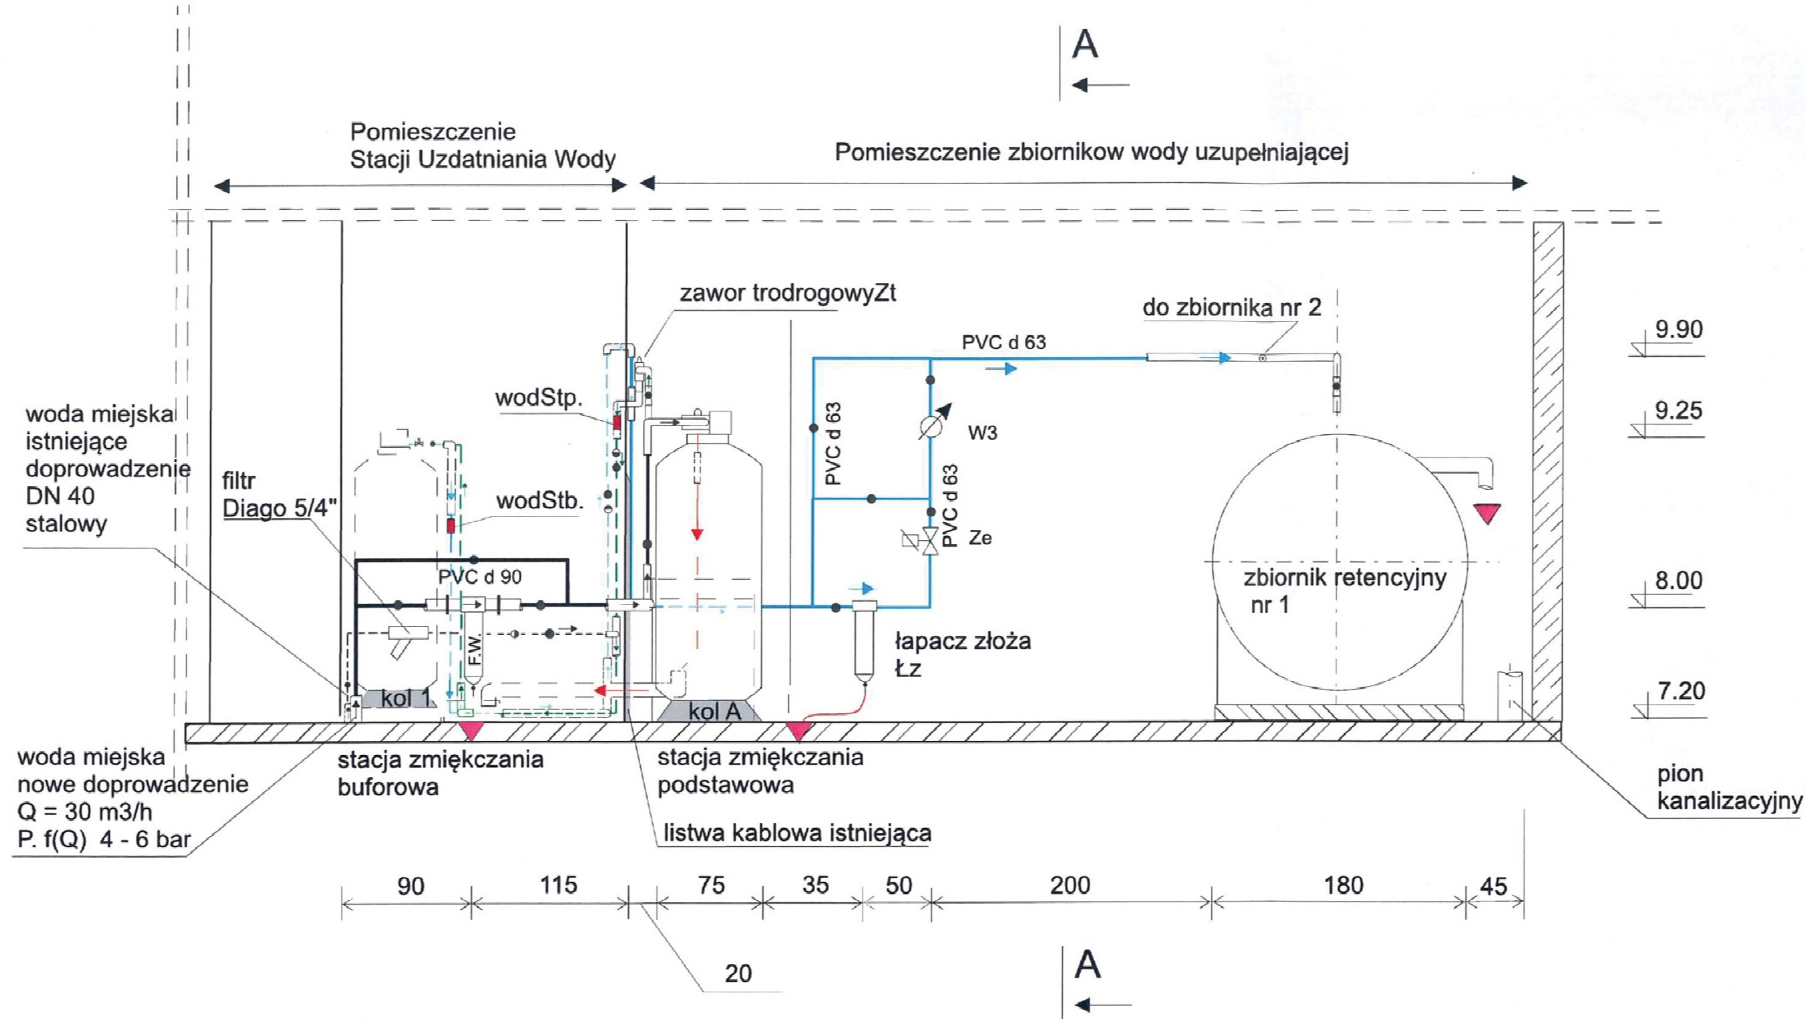 A
Pomieszczenie
Stacji Uzdatniania Wody
Pomieszczenie zbiornikow wody uzupełniającej
zawor trodrogowyZt
do zbiornika nr 2
PVC d 63
9.90
wodStp.
woda miejska
istniejące
doprowadzenie
DN 40
stalowy
9.25
PVC d 63
W3
filtr
Diago 5/4"
wodStb.
PVC d 63
Ze
PVC d 90
zbiornik retencyjny
nr 1
8.00
F.W.
łapacz złoża
Łz
kol 1
kol A
7.20
woda miejska
nowe doprowadzenie
Q = 30 m3/h
P. f(Q) 4 - 6 bar
stacja zmiękczania
buforowa
stacja zmiękczania
podstawowa
pion
kanalizacyjny
listwa kablowa istniejąca
90 115 75 35 50 200 180 45
20
A